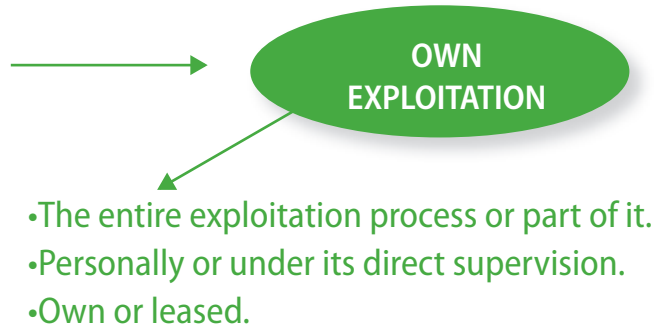 OWN
EXPLOITATION
•The entire exploitation process or part of it.
•Personally or under its direct supervision.
•Own or leased.